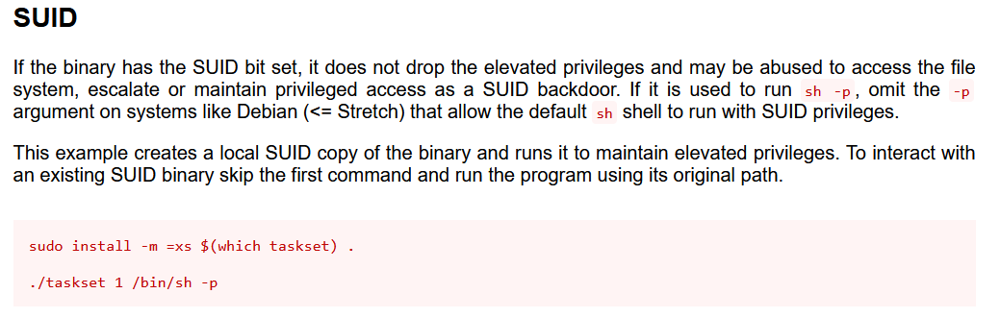 SUID
If the binary has the SUID bit set, it does not drop the elevated privileges and may be abused to access the file
system, escalate or maintain privileged access as a SUID backdoor. If it is used to run sh -p, omit the -p
argument on systems like Debian (<= Stretch) that allow the default sh shell to run with SUID privileges.
This example creates a local SUID copy of the binary and runs it to maintain elevated privileges. To interact with
an existing SUID binary skip the first command and run the program using its original path.
sudo install -m =xs $(which taskset) .
./taskset 1 /bin/sh -p